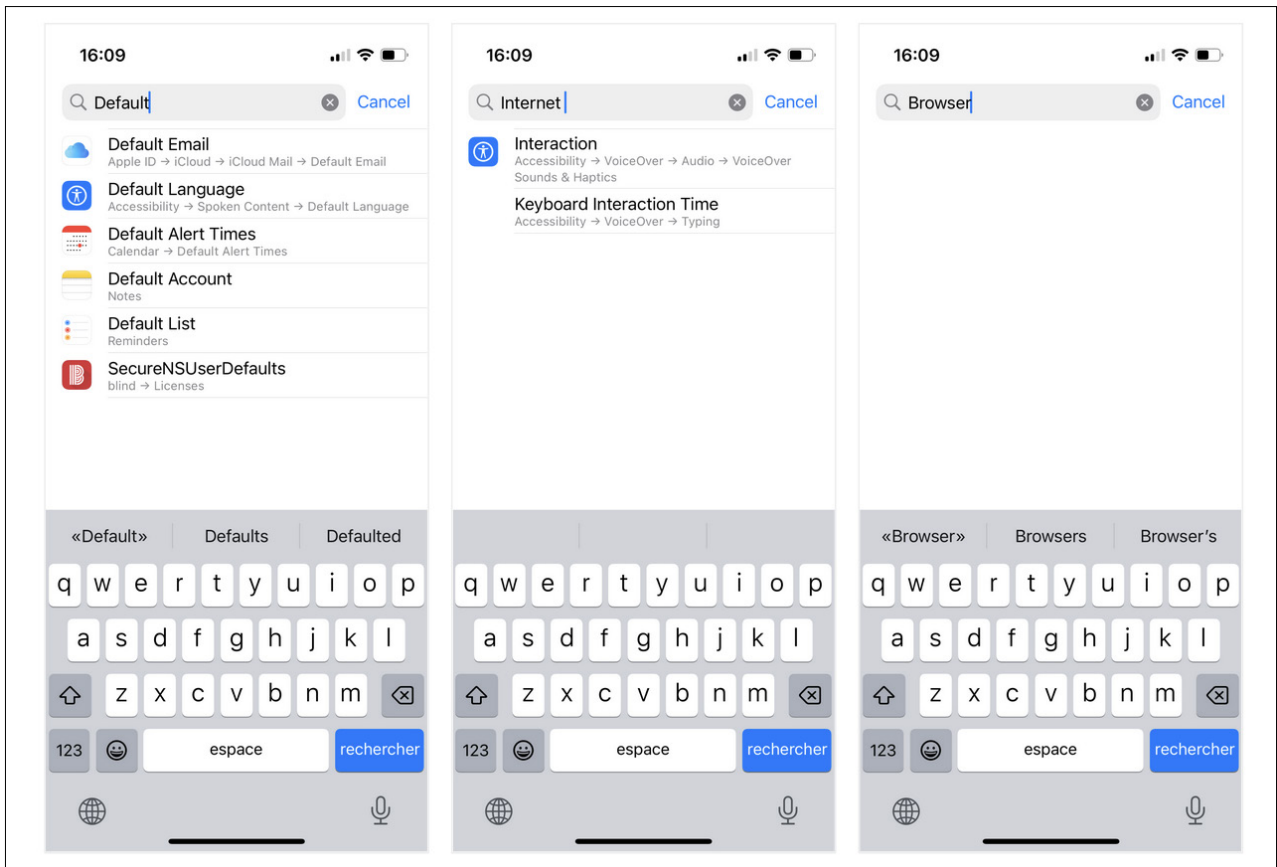 16:09
Default
Cancel
Default Email
Apple ID → iCloud → iCloud Mail → Default Email
Default Language
Accessibility → Spoken Content → Default Language
Default Alert Times
Calendar → Default Alert Times
Default Account
Notes
Default List
Reminders
SecureNSUserDefaults
blind → Licenses
«Default» Defaults Defaulted
q w e r t y u i o p
a s d f g h j k l
z x c v b n m
123 espace rechercher
16:09
Internet
Cancel
Interaction
Accessibility → VoiceOver → Audio → VoiceOver
Sounds & Haptics
Keyboard Interaction Time
Accessibility → VoiceOver → Typing
q w e r t y u i o p
a s d f g h j k l
z x c v b n m
123 espace rechercher
16:09
Browser
Cancel
«Browser» Browsers Browser's
q w e r t y u i o p
a s d f g h j k l
z x c v b n m
123 espace rechercher